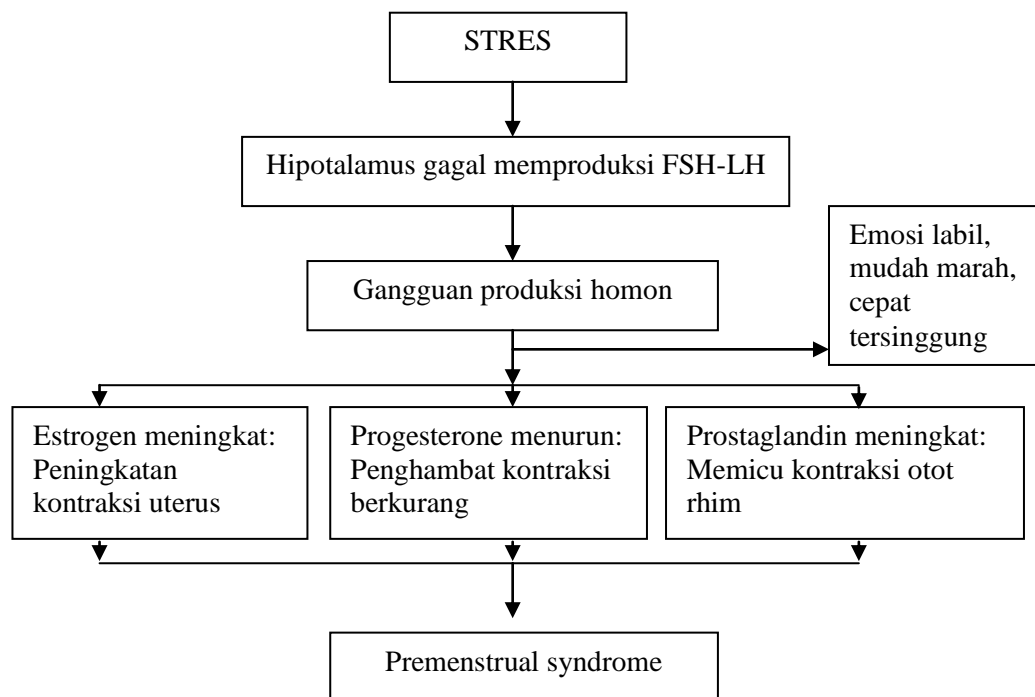 STRES
Hipotalamus gagal memproduksi FSH-LH
Gangguan produksi homon
Emosi labil,
mudah marah,
cepat
tersinggung
Estrogen meningkat:
Peningkatan
kontraksi uterus
Progesterone menurun:
Penghambat kontraksi
berkurang
Prostaglandin meningkat:
Memicu kontraksi otot
rhim
Premenstrual syndrome